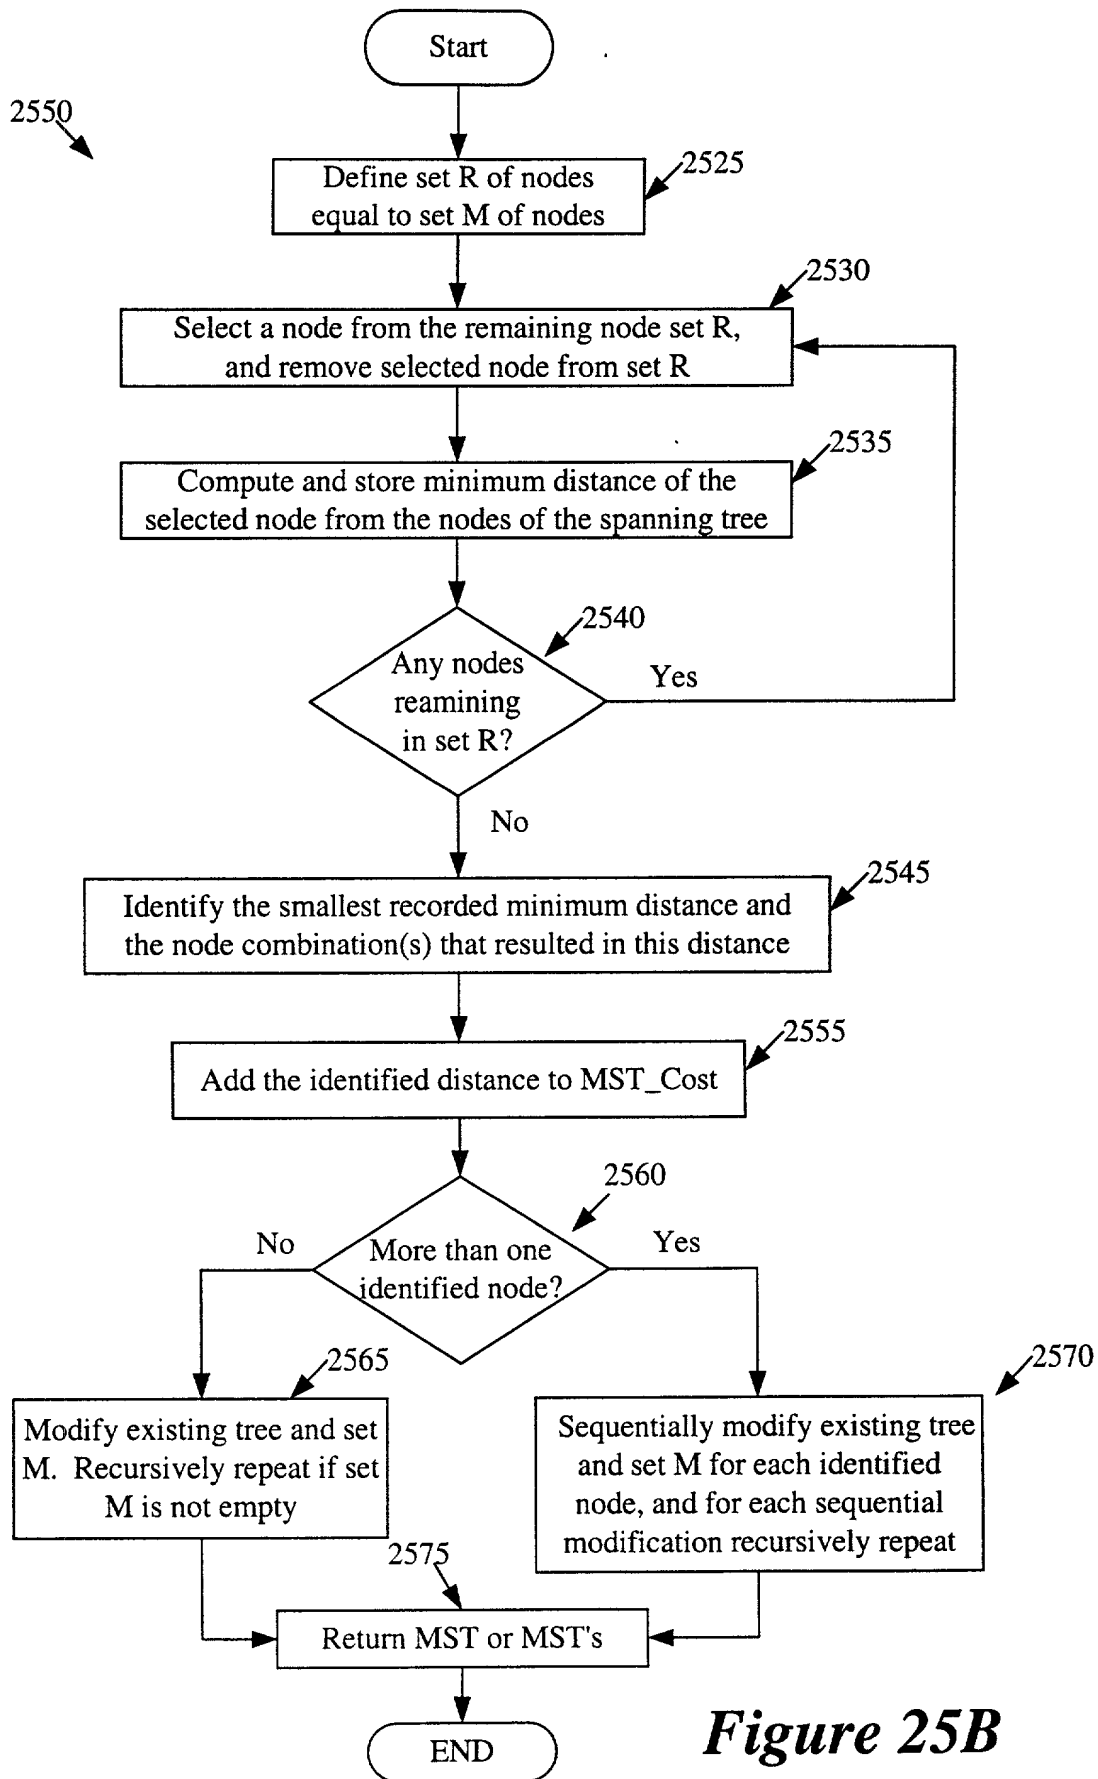 Start
2550
2525
Define set R of nodes
equal to set M of nodes
2530
Select a node from the remaining node set R,
and remove selected node from set R
2535
Compute and store minimum distance of the
selected node from the nodes of the spanning tree
2540
Any nodes
reamining
in set R?
Yes
No
2545
Identify the smallest recorded minimum distance and
the node combination(s) that resulted in this distance
2555
Add the identified distance to MST_Cost
2560
No
More than one
identified node?
Yes
2565
Modify existing tree and set
M. Recursively repeat if set
M is not empty
2570
Sequentially modify existing tree
and set M for each identified
node, and for each sequential
modification recursively repeat
2575
Return MST or MST's
END
Figure 25B